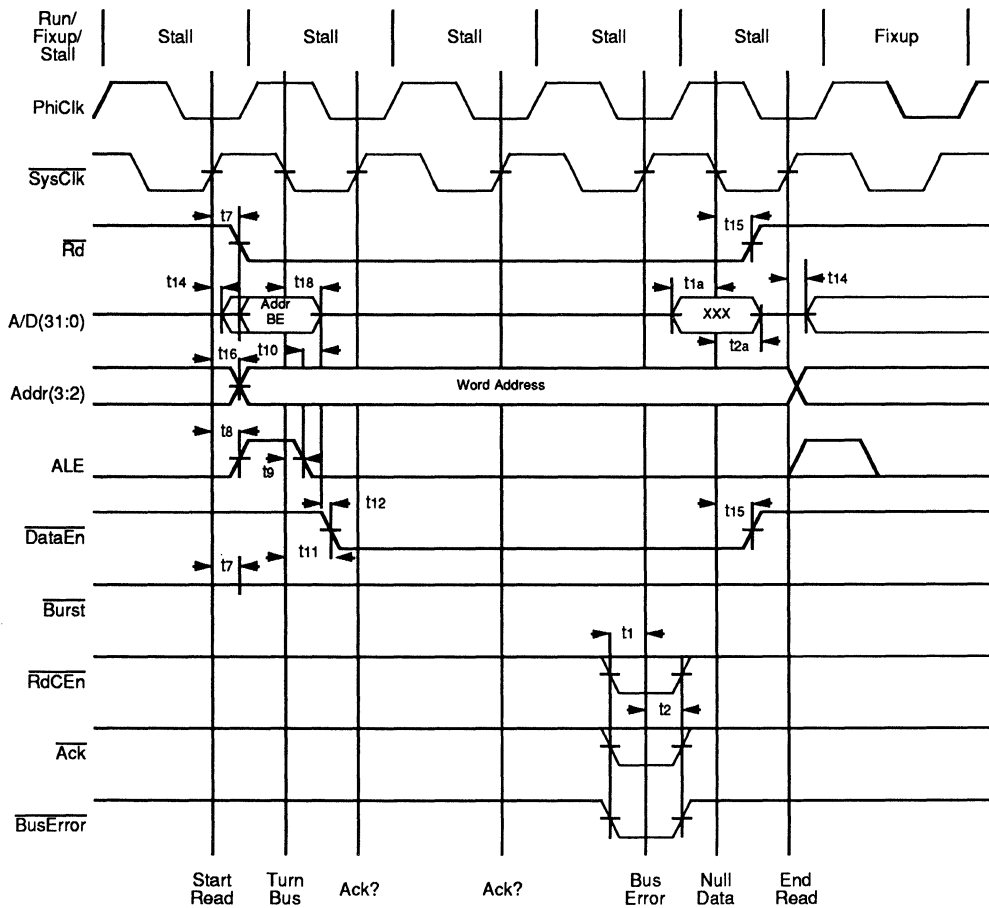 Run/
Fixup/
Stall
Stall Stall Stall Stall Stall Fixup
PhiClk
SysClk
t7 t15
Rd
t14 t18 t1a t14
Addr
BE
XXX
A/D(31:0)
t2a
t16 t10
Word Address
Addr(3:2)
t8
ALE
t9
t12 t15
DataEn
t11
t7
Burst
t1
RdCEn
t2
Ack
BusError
Start
Read
Turn
Bus
Ack?
Ack?
Bus
Error
Null
Data
End
Read